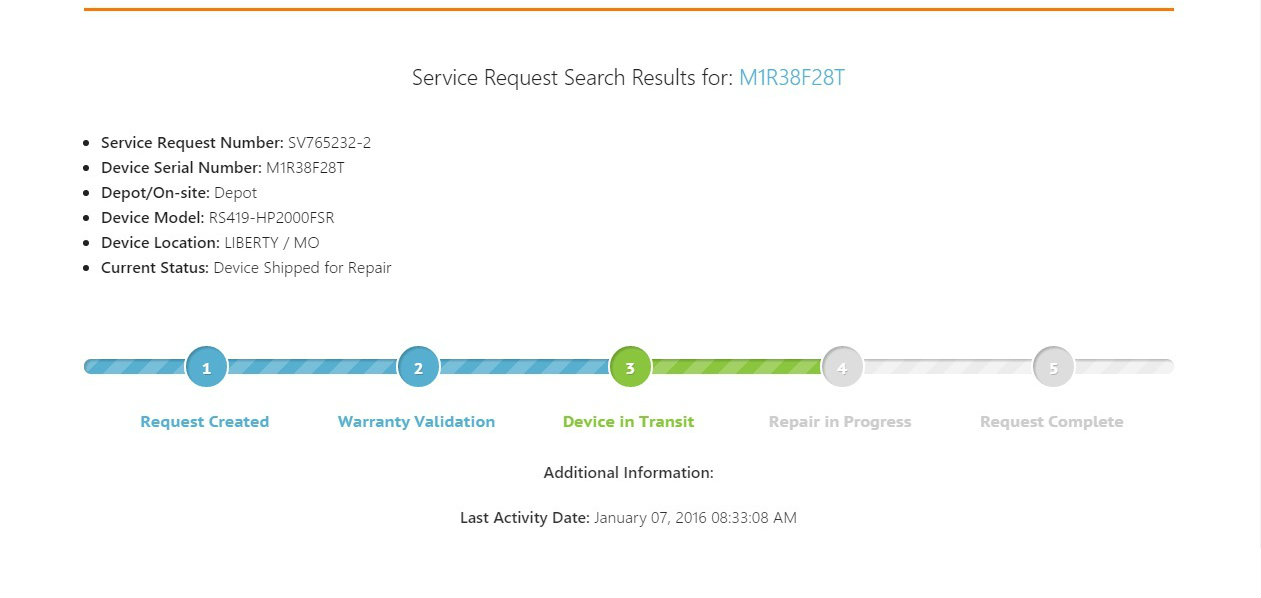 Service Request Search Results for: M1R38F28T
Service Request Number: SV765232-2
Device Serial Number: M1R38F28T
Depot/On-site: Depot
Device Model: RS419-HP2000FSR
Device Location: LIBERTY / MO
Current Status: Device Shipped for Repair
1 2 3 4 5
Request Created Warranty Validation Device in Transit Repair in Progress Request Complete
Additional Information:
Last Activity Date: January 07, 2016 08:33:08 AM